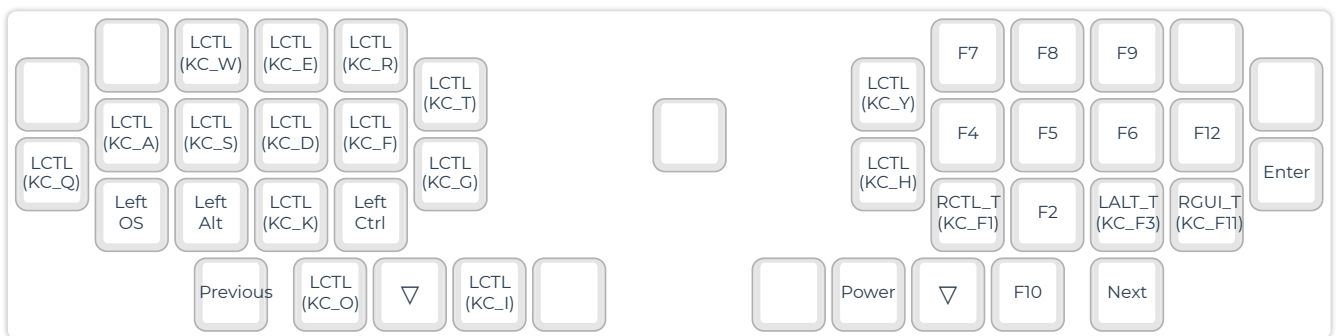 LCTL
(KC_W)
LCTL
(KC_E)
LCTL
(KC_R)
F7
F8
F9
LCTL
(KC_T)
LCTL
(KC_Y)
LCTL
(KC_A)
LCTL
(KC_S)
LCTL
(KC_D)
LCTL
(KC_F)
F4
F5
F6
F12
LCTL
(KC_Q)
LCTL
(KC_G)
LCTL
(KC_H)
Enter
Left
OS
Left
Alt
LCTL
(KC_K)
Left
Ctrl
RCTL_T
(KC_F1)
F2
LALT_T
(KC_F3)
RGUI_T
(KC_F11)
Previous
LCTL
(KC_O)
▽
LCTL
(KC_I)
Power
▽
F10
Next